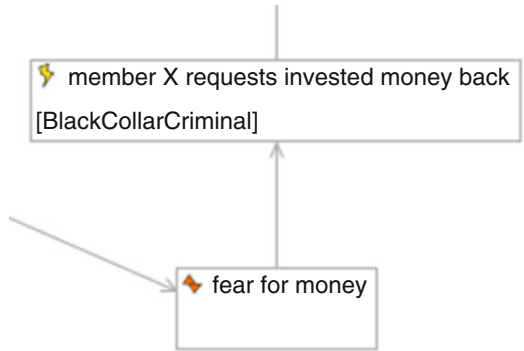 member X requests invested money back
[BlackCollarCriminal]
fear for money